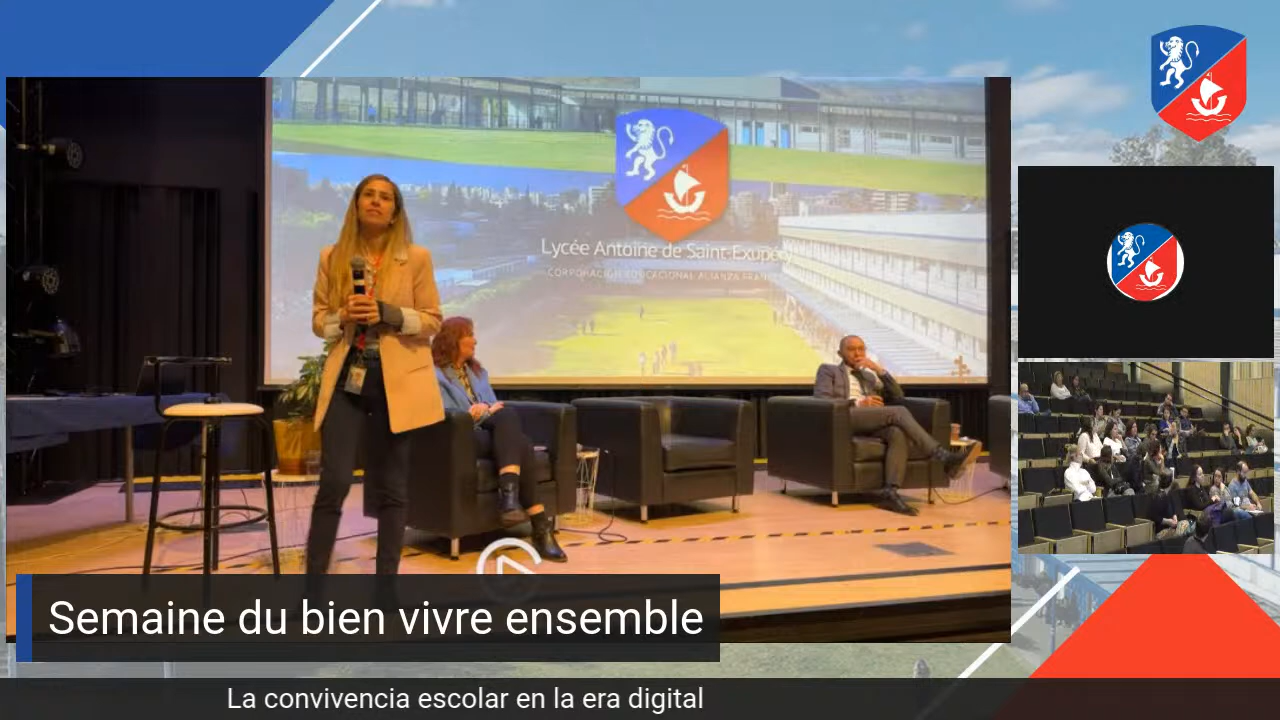 Lycée Antoine de Saint-Exupéry
CORPORACIÓN EDUCACIONAL ALIANZA FRANCESA
Semaine du bien vivre ensemble
La convivencia escolar en la era digital